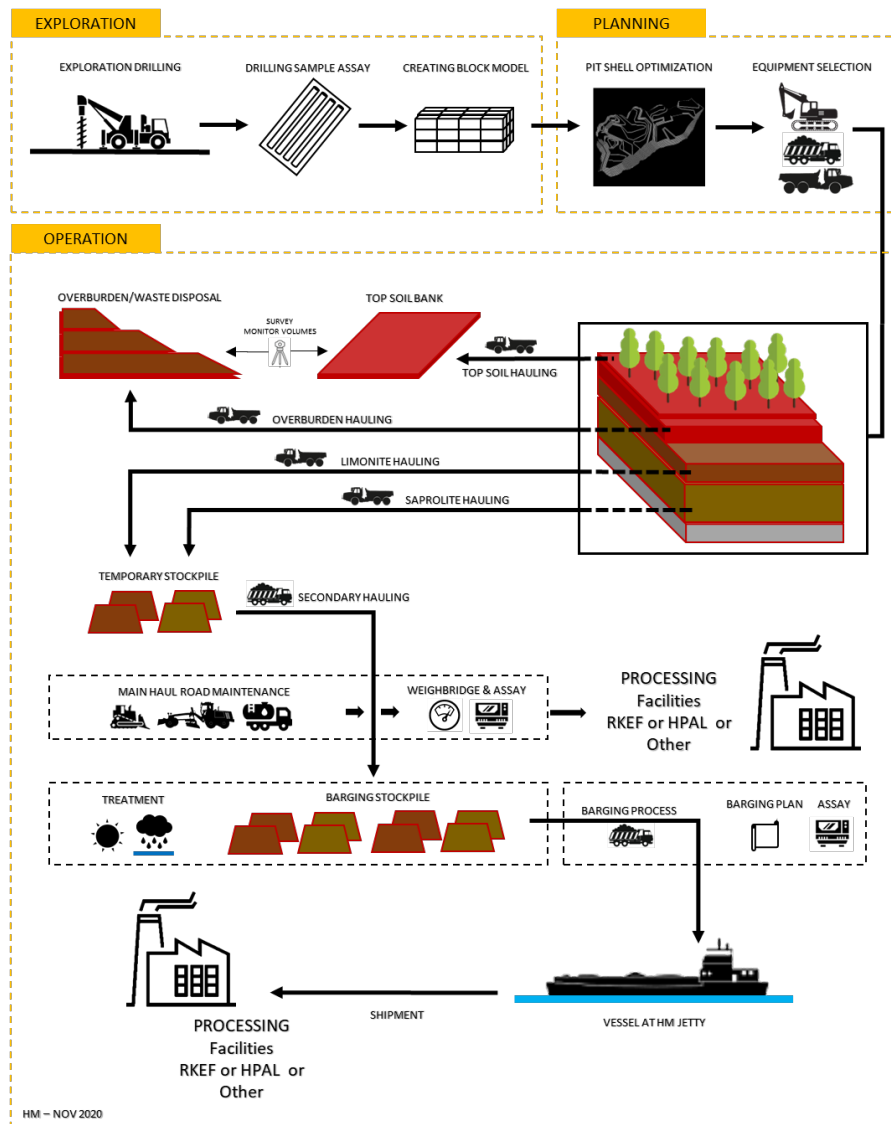 EXPLORATION
PLANNING
EXPLORATION DRILLING
DRILLING SAMPLE ASSAY
CREATING BLOCK MODEL
PIT SHELL OPTIMIZATION
EQUIPMENT SELECTION
OPERATION
OVERBURDEN/WASTE DISPOSAL
TOP SOIL BANK
SURVEY
MONITOR VOLUMES
TOP SOIL HAULING
OVERBURDEN HAULING
LIMONITE HAULING
SAPROLITE HAULING
TEMPORARY STOCKPILE
SECONDARY HAULING
MAIN HAUL ROAD MAINTENANCE
WEIGHBRIDGE & ASSAY
PROCESSING
Facilities
RKEF or HPAL or
Other
TREATMENT
BARGING STOCKPILE
BARGING PROCESS
BARGING PLAN
ASSAY
SHIPMENT
VESSEL AT HM JETTY
PROCESSING
Facilities
RKEF or HPAL or
Other
HM – NOV 2020